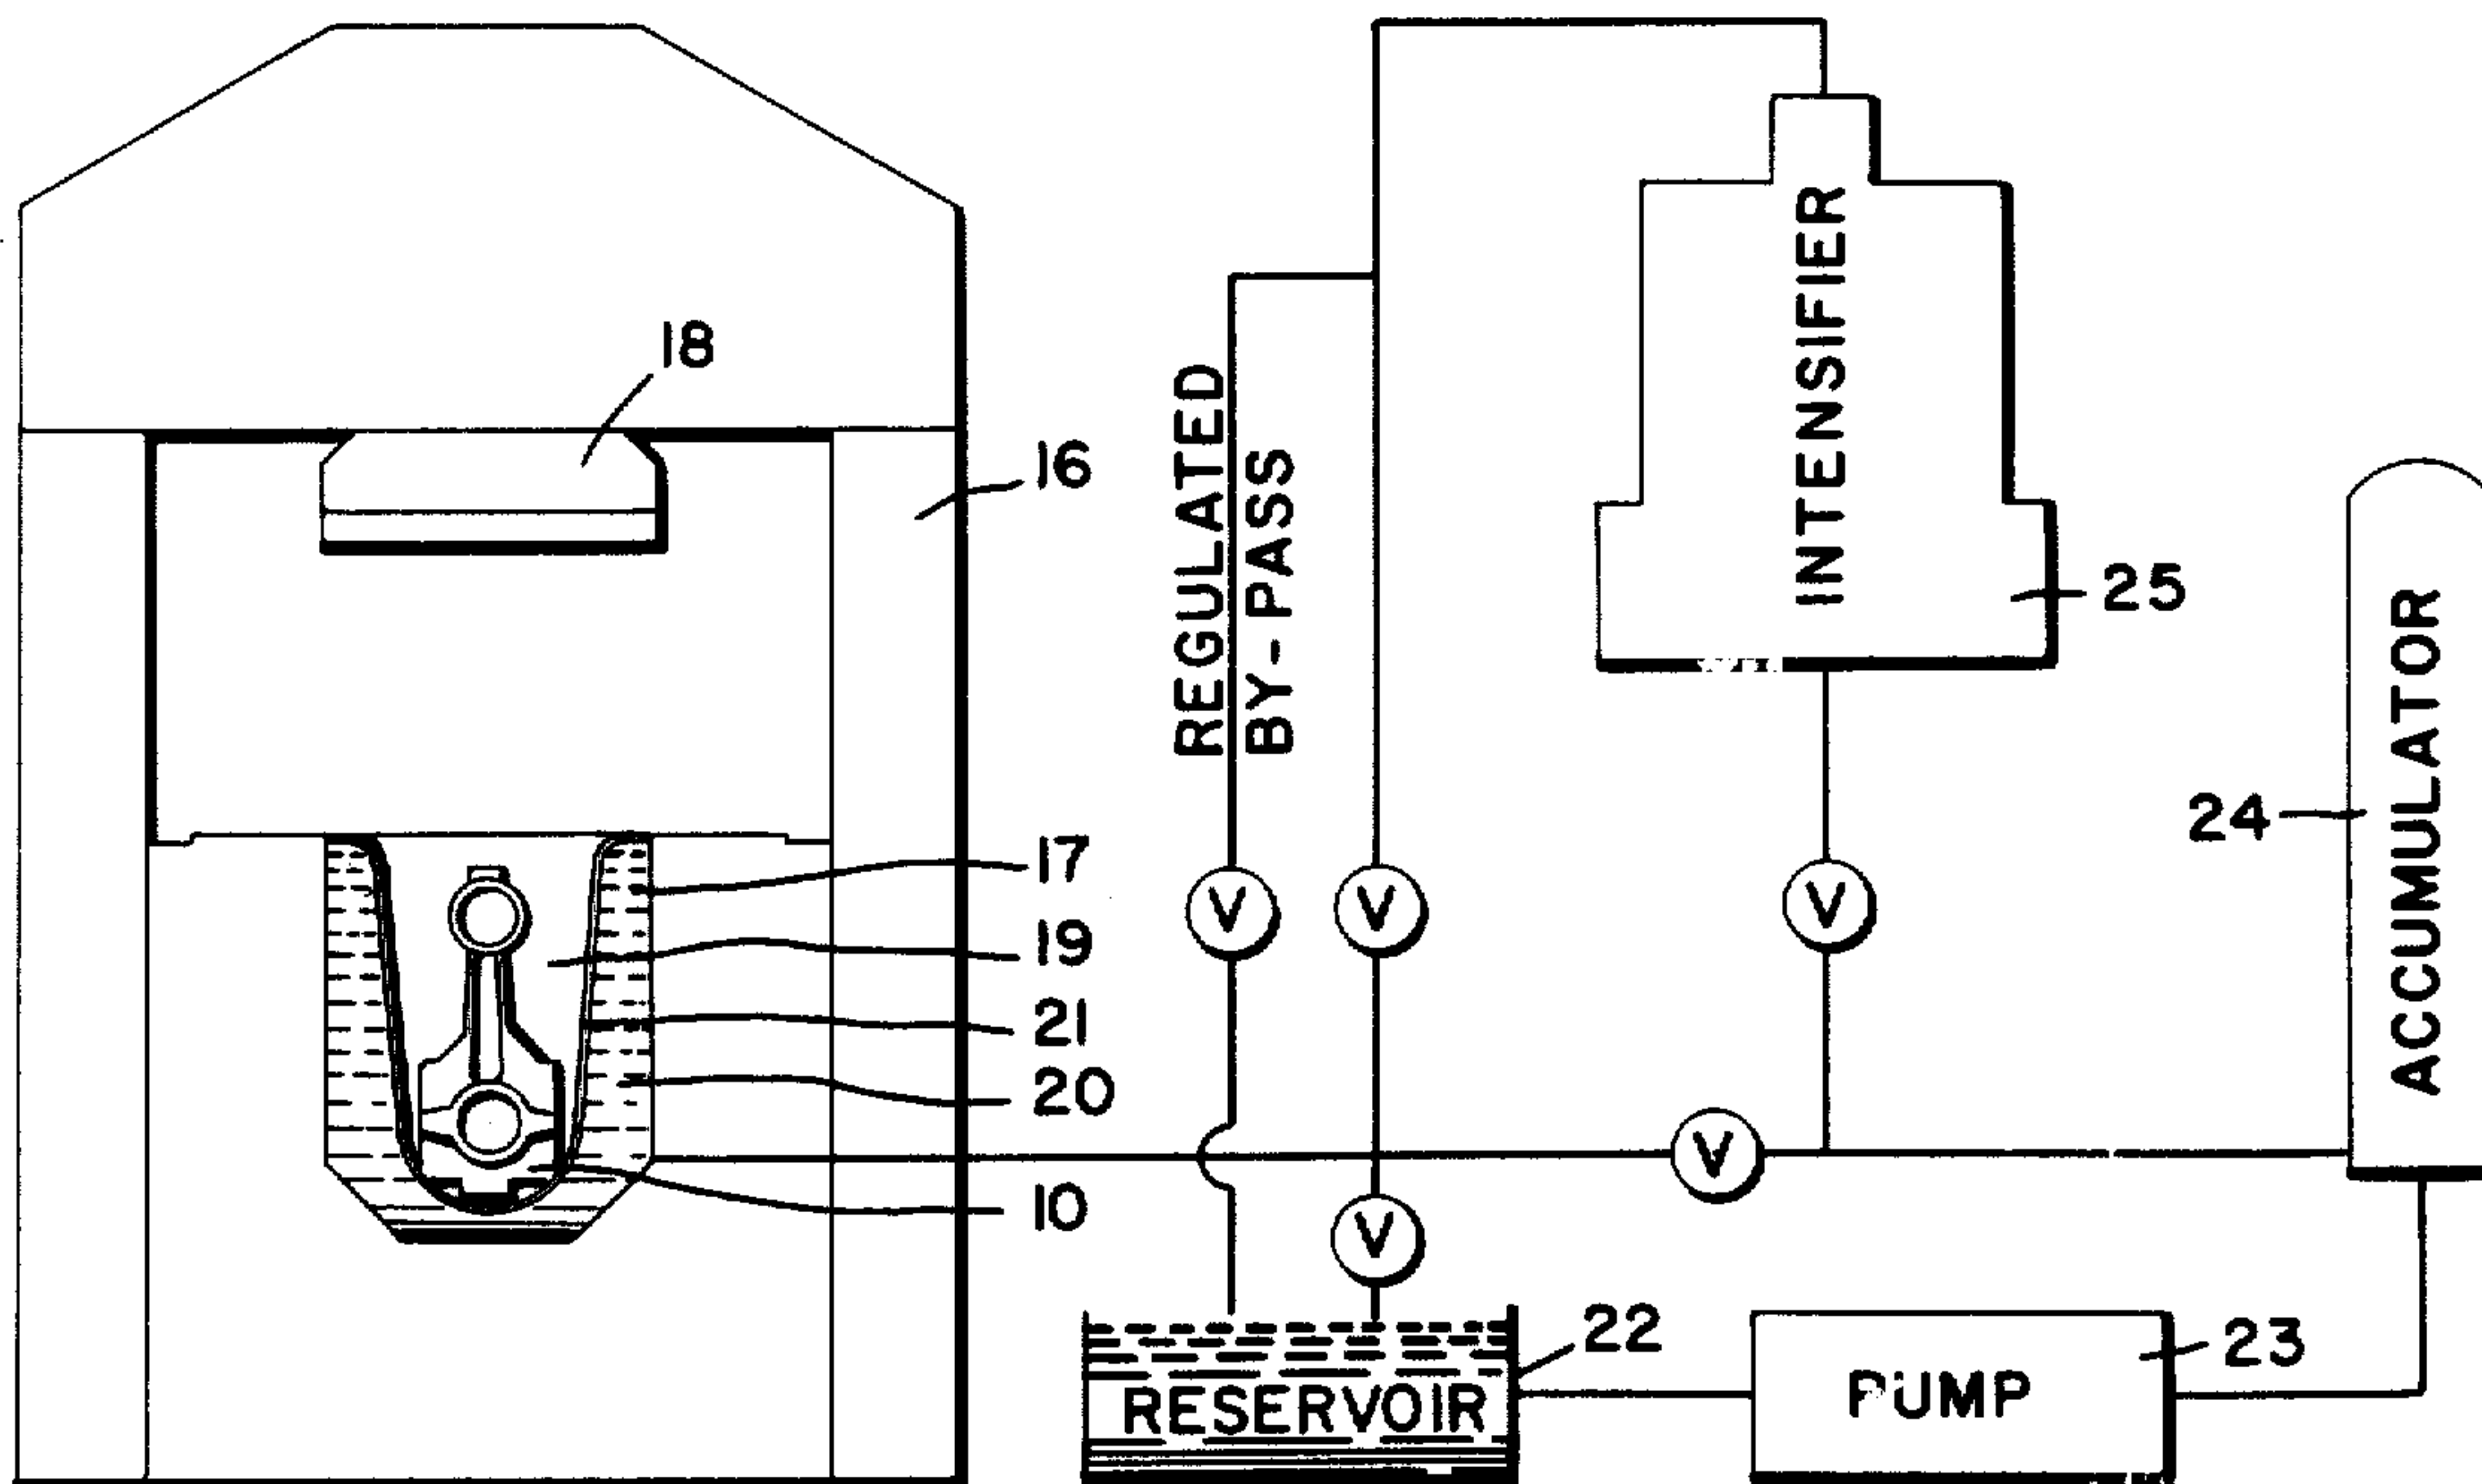 18
16
17
19
21
20
10
REGULATED
BY-PASS
INTENSIFIER
25
24
ACCUMULATOR
V
V
V
V
V
22
RESERVOIR
PUMP
23